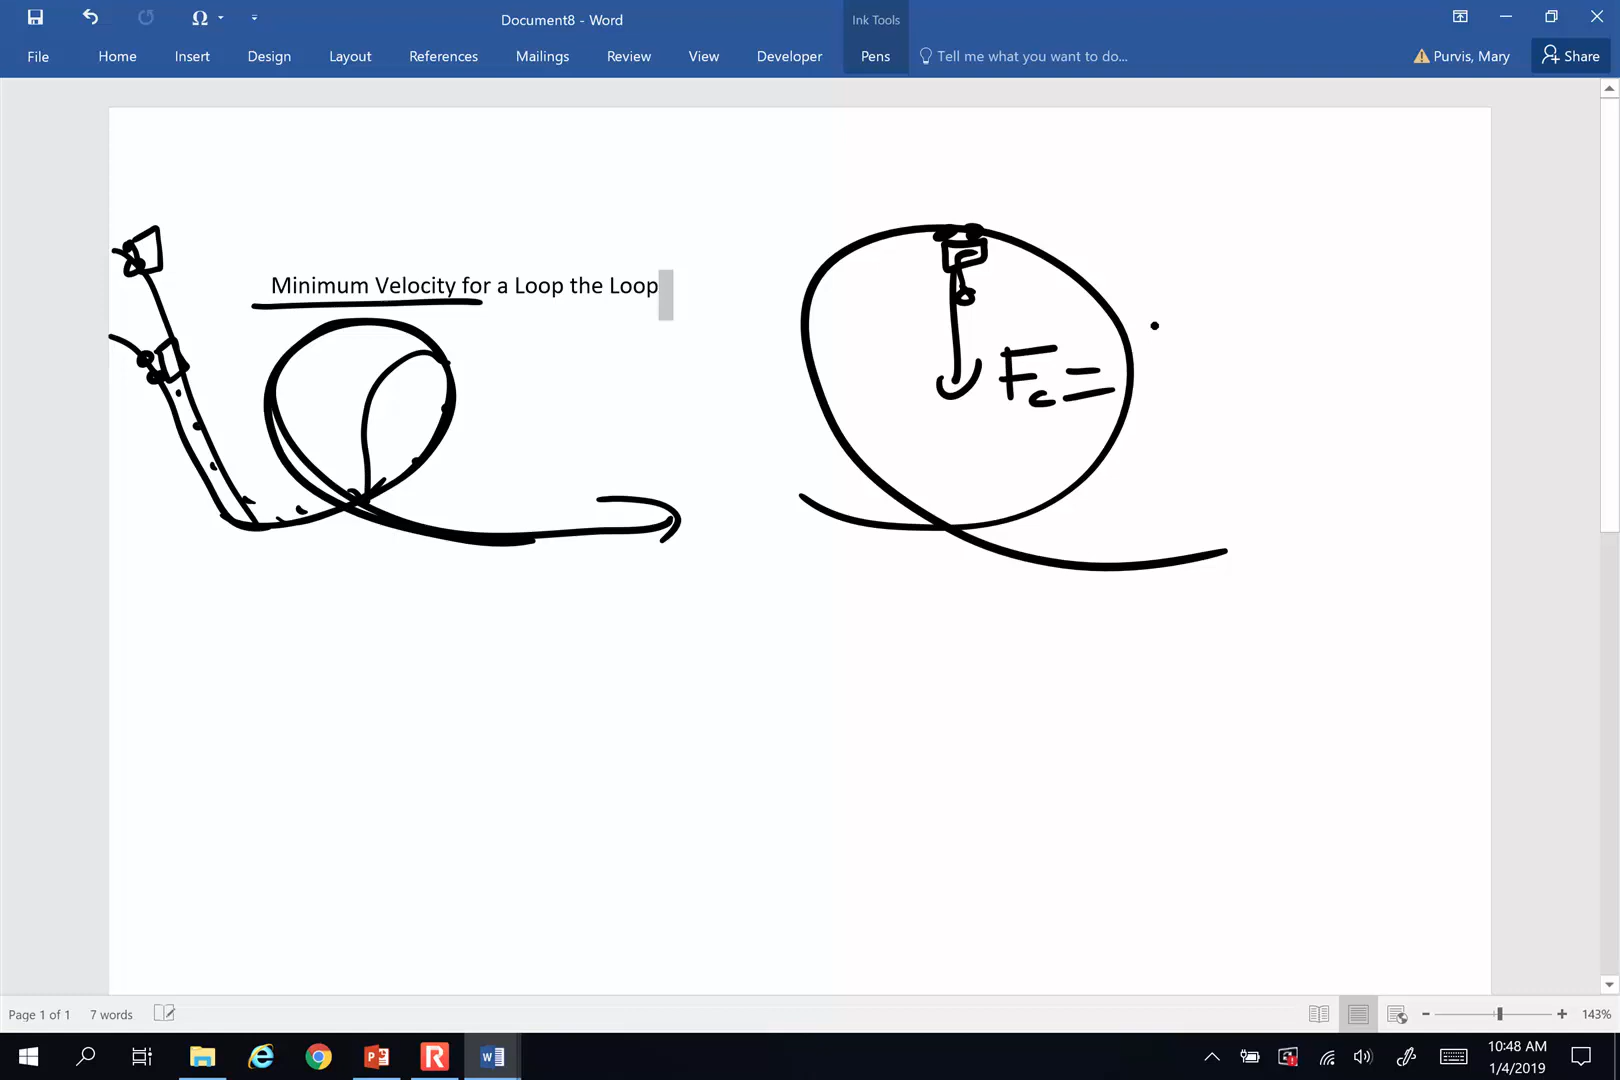 Document8 - Word
Ink Tools
File
Home
Insert
Design
Layout
References
Mailings
Review
View
Developer
Pens
Tell me what you want to do...
Purvis, Mary
Share
Minimum Velocity for a Loop the Loop
Fc =
Page 1 of 1
7 words
143%
10:48 AM
1/4/2019